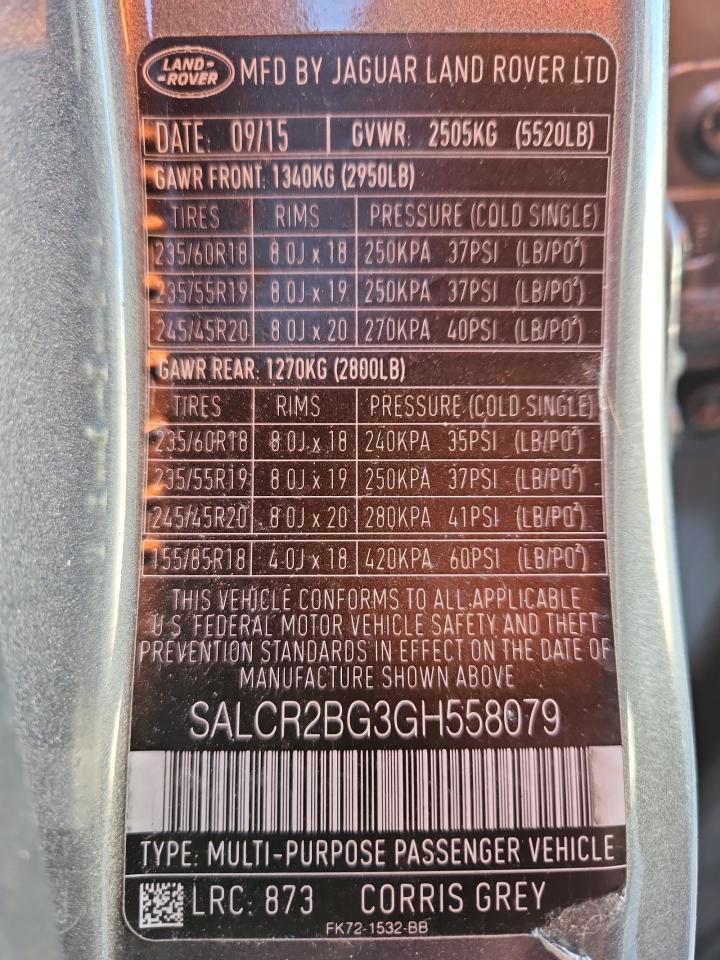 LAND-
-ROVER
MFD BY JAGUAR LAND ROVER LTD
DATE: 09/15 GVWR: 2505KG (5520LB)
GAWR FRONT: 1340KG (2950LB)
TIRES RIMS PRESSURE (COLD SINGLE)
235/60R18 8.0J x 18 250KPA 37PSI (LB/PO²)
235/55R19 8.0J x 19 250KPA 37PSI (LB/PO²)
245/45R20 8.0J x 20 270KPA 40PSI (LB/PO²)
GAWR REAR: 1270KG (2800LB)
TIRES RIMS PRESSURE (COLD SINGLE)
235/60R18 8.0J x 18 240KPA 35PSI (LB/PO²)
235/55R19 8.0J x 19 250KPA 37PSI (LB/PO²)
245/45R20 8.0J x 20 280KPA 41PSI (LB/PO²)
155/85R18 4.0J x 18 420KPA 60PSI (LB/PO²)
THIS VEHICLE CONFORMS TO ALL APPLICABLE
U.S. FEDERAL MOTOR VEHICLE SAFETY AND THEFT
PREVENTION STANDARDS IN EFFECT ON THE DATE OF
MANUFACTURE SHOWN ABOVE
SALCR2BG3GH558079
TYPE: MULTI-PURPOSE PASSENGER VEHICLE
LRC: 873 CORRIS GREY
FK72-1532-BB